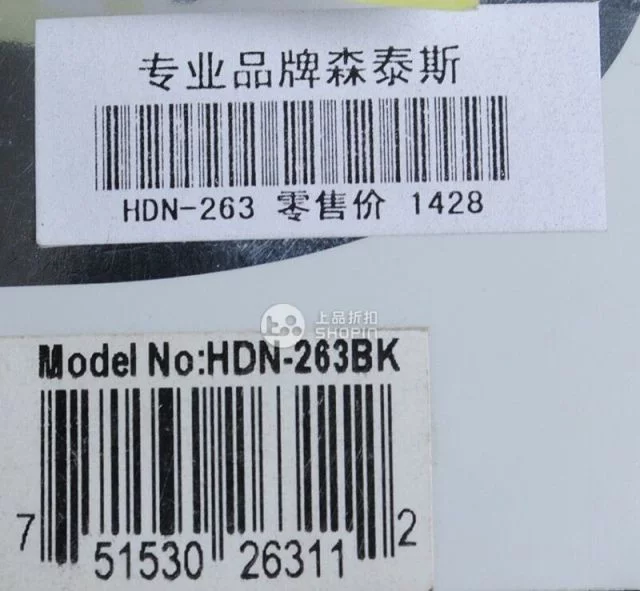 专业品牌森泰斯
HDN-263 零售价 1428
上品折扣
SHOPIN
Model No:HDN-263BK
7 51530 26311 2